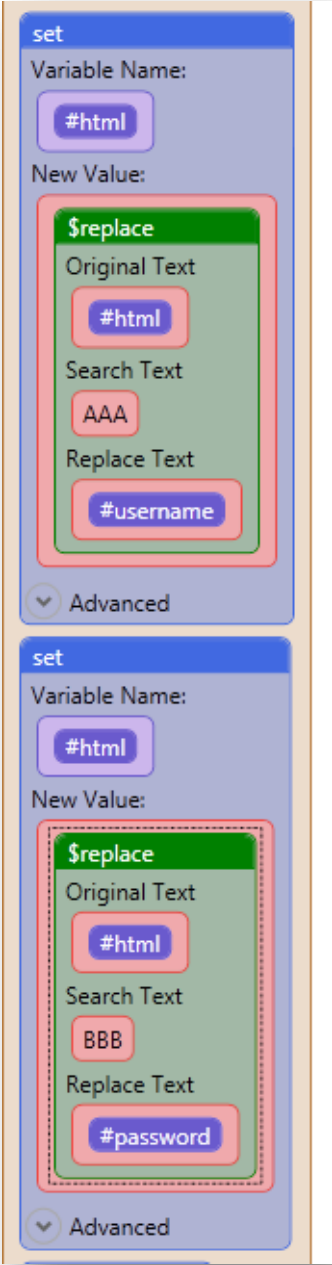 set
Variable Name:
#html
New Value:
$replace
Original Text
#html
Search Text
AAA
Replace Text
#username
Advanced
set
Variable Name:
#html
New Value:
$replace
Original Text
#html
Search Text
BBB
Replace Text
#password
Advanced